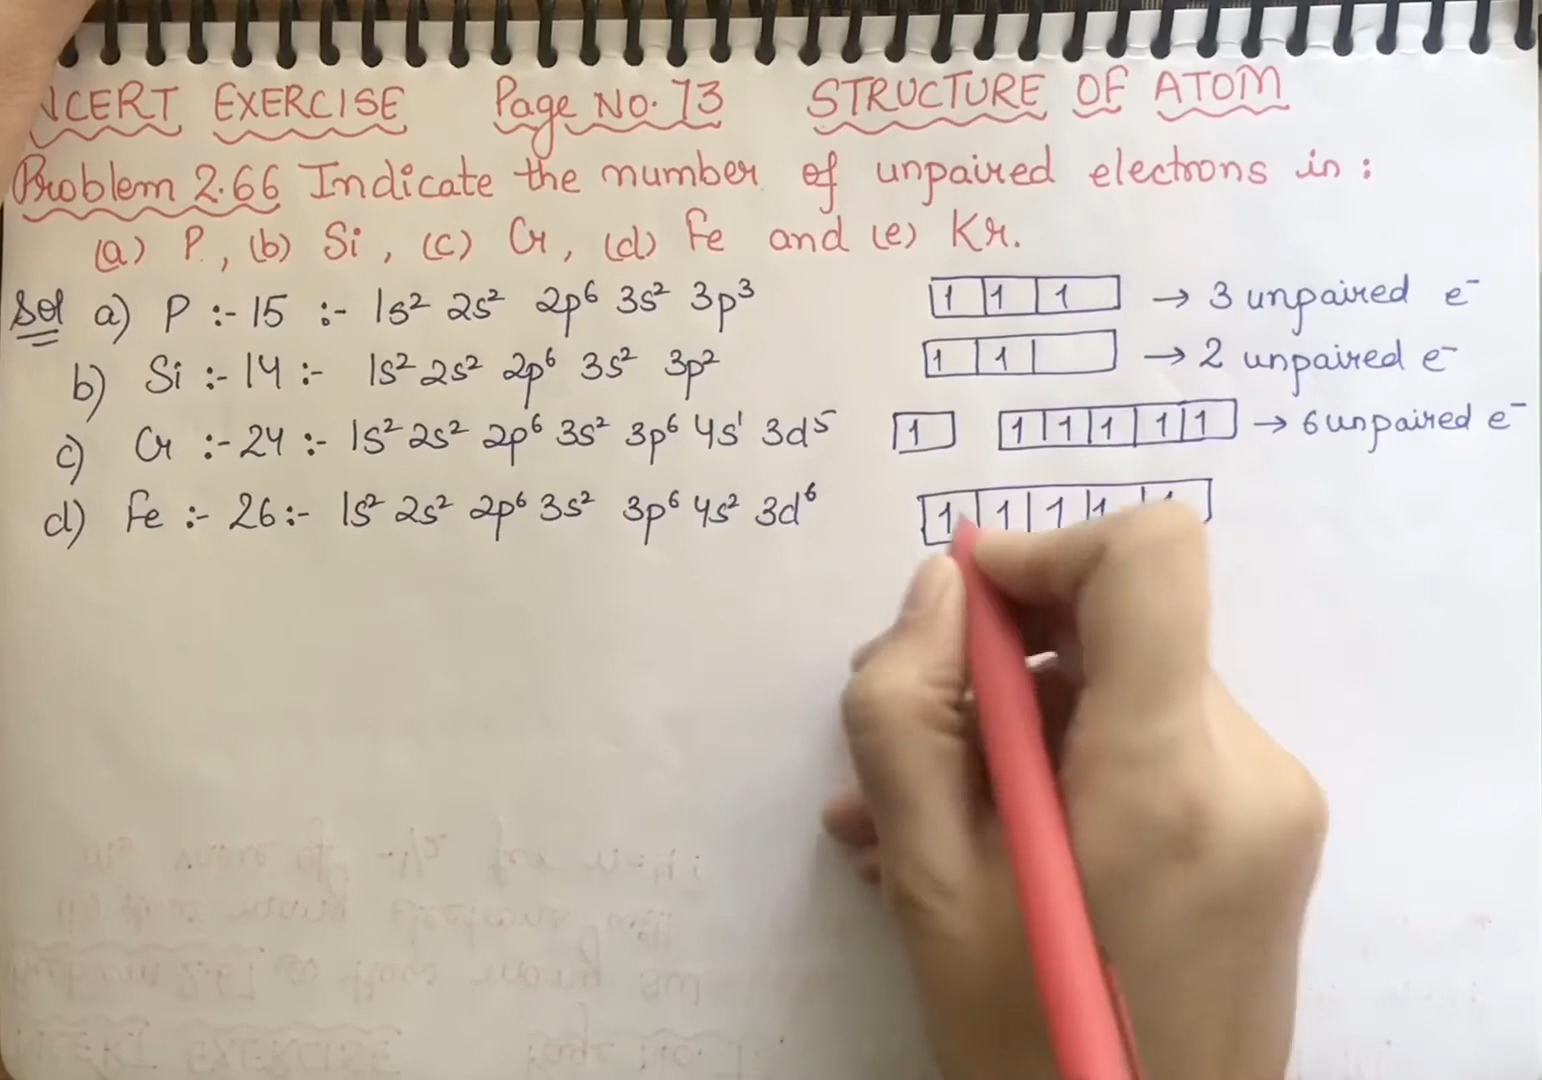 NCERT EXERCISE Page No. 73 STRUCTURE OF ATOM
Problem 2.66 Indicate the number of unpaired electrons in :
(a) P, (b) Si, (c) Cr, (d) Fe and (e) Kr.
Sol a) P :- 15 :- 1s² 2s² 2p⁶ 3s² 3p³ 1 1 1 → 3 unpaired e⁻
b) Si :- 14 :- 1s² 2s² 2p⁶ 3s² 3p² 1 1 → 2 unpaired e⁻
c) Cr :- 24 :- 1s² 2s² 2p⁶ 3s² 3p⁶ 4s¹ 3d⁵ 1 1 1 1 1 1 → 6 unpaired e⁻
d) Fe :- 26 :- 1s² 2s² 2p⁶ 3s² 3p⁶ 4s² 3d⁶ 1 1 1 1 1